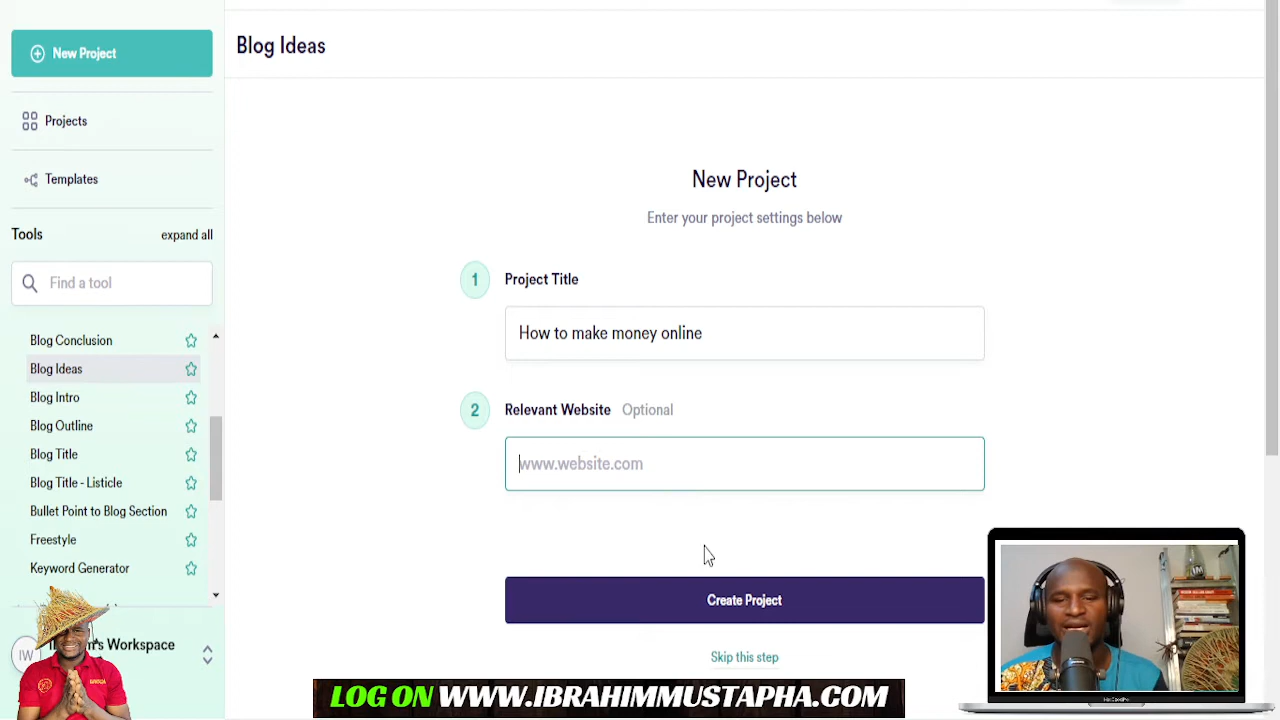 New Project
Projects
Templates
Tools
expand all
Find a tool
Blog Conclusion
Blog Ideas
Blog Intro
Blog Outline
Blog Title
Blog Title - Listicle
Bullet Point to Blog Section
Freestyle
Keyword Generator
IW
's Workspace
Blog Ideas
New Project
Enter your project settings below
1
Project Title
How to make money online
2
Relevant Website Optional
www.website.com
Create Project
Skip this step
LOG ON WWW.IBRAHIMMUSTAPHA.COM